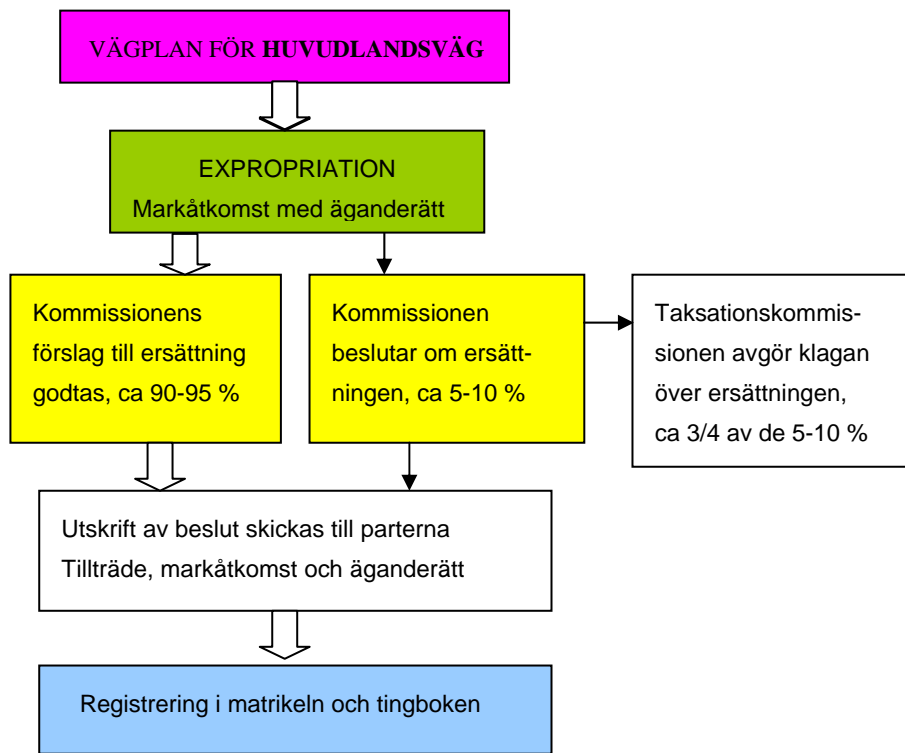 VÄGPLAN FÖR HUVUDLANDSVÄG
EXPROPRIATION
Markåtkomst med äganderätt
Kommissionens
förslag till ersättning
godtas, ca 90-95 %
Kommissionen
beslutar om ersätt-
ningen, ca 5-10 %
Taksationskommis-
sionen avgör klagan
över ersättningen,
ca 3/4 av de 5-10 %
Utskrift av beslut skickas till parterna
Tillträde, markåtkomst och äganderätt
Registrering i matrikeln och tingboken